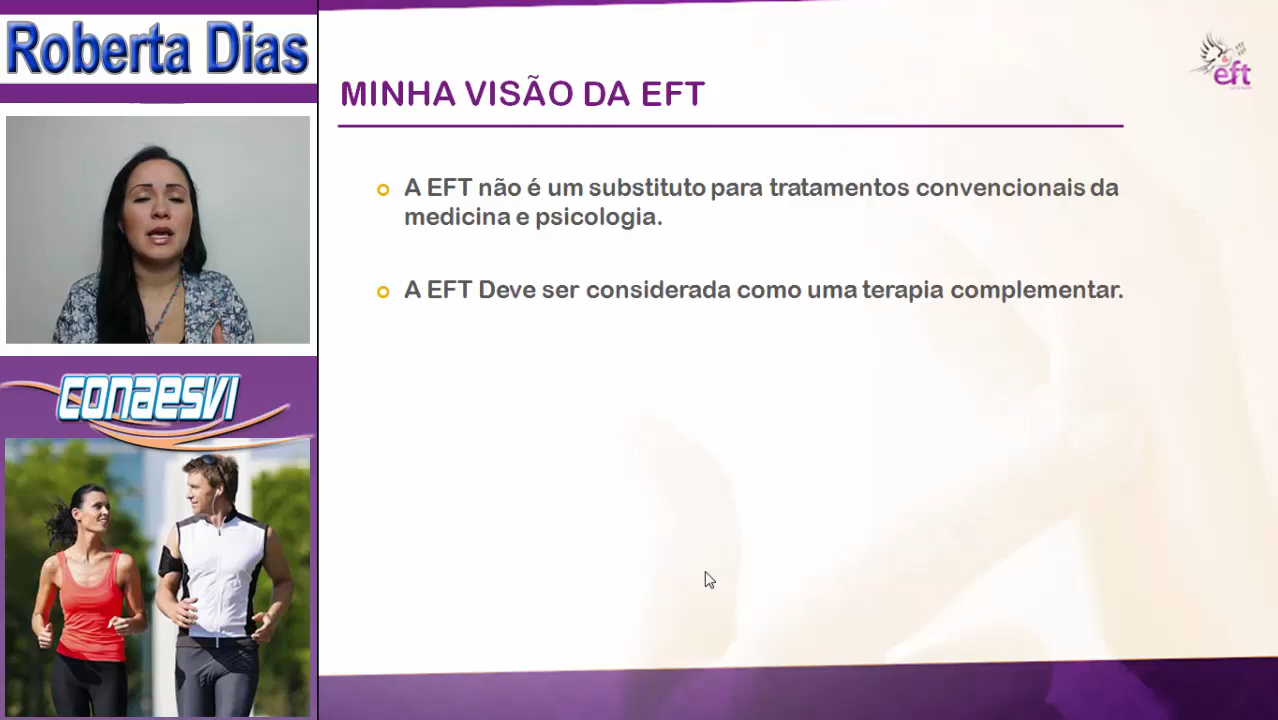 Roberta Dias
MINHA VISÃO DA EFT
A EFT não é um substituto para tratamentos convencionais da
medicina e psicologia.
A EFT Deve ser considerada como uma terapia complementar.
eft
CONAESVI